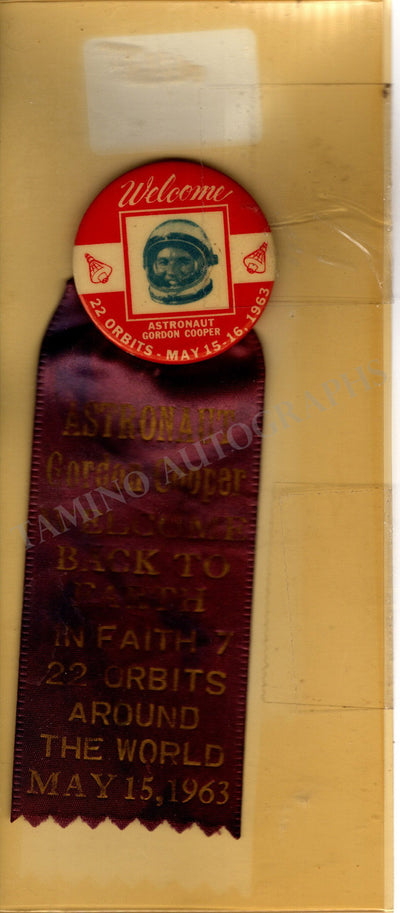 Welcome
ASTRONAUT
GORDON COOPER
22 ORBITS - MAY 15-16, 1963
ASTRONAUT
Gordon Cooper
WELCOME
BACK TO
EARTH
IN FAITH 7
22 ORBITS
AROUND
THE WORLD
MAY 15, 1963
TAMINO AUTOGRAPHS